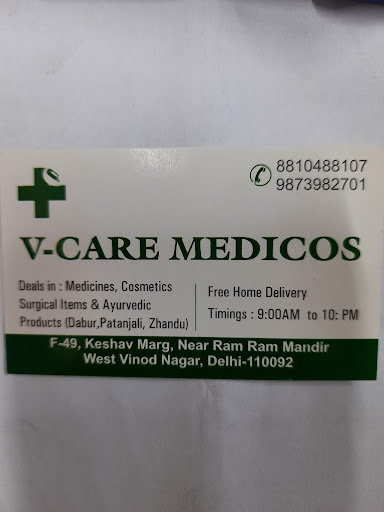 8810488107
9873982701
V-CARE MEDICOS
Deals in : Medicines, Cosmetics
Surgical Items & Ayurvedic
Products (Dabur,Patanjali, Zhandu)
Free Home Delivery
Timings : 9:00AM to 10: PM
F-49, Keshav Marg, Near Ram Ram Mandir
West Vinod Nagar, Delhi-110092